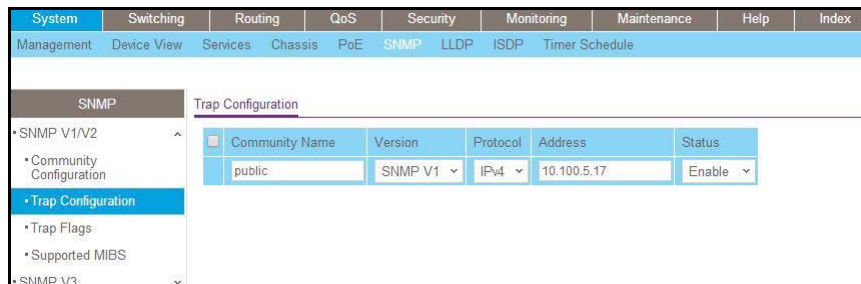 System Switching Routing QoS Security Monitoring Maintenance Help Index
Management Device View Services Chassis PoE SNMP LLDP ISDP Timer Schedule
SNMP
Trap Configuration
SNMP V1/V2
Community Configuration
Trap Configuration
Trap Flags
Supported MIBS
SNMP V3
Community Name Version Protocol Address Status
public SNMP V1 IPv4 10.100.5.17 Enable